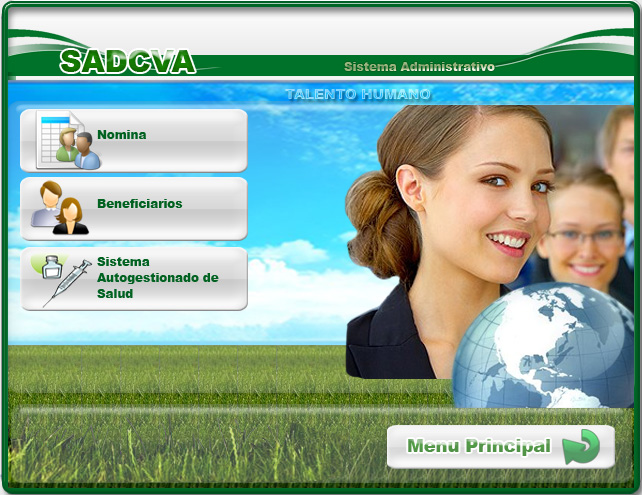 SADCVA
Sistema Administrativo
TALENTO HUMANO
Nomina
Beneficiarios
Sistema
Autogestionado de
Salud
Menu Principal